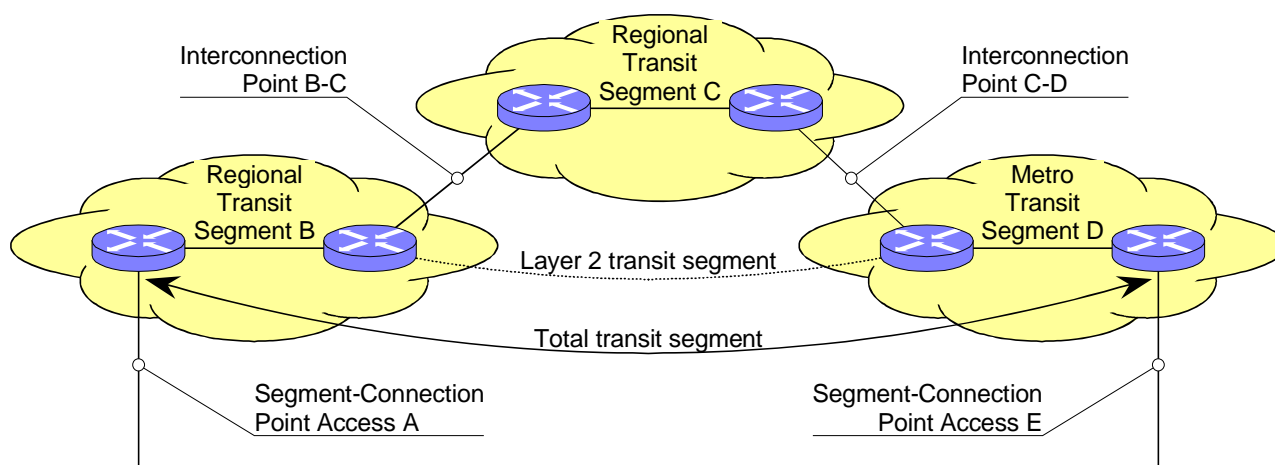 Interconnection
Point B-C
Regional
Transit
Segment C
Interconnection
Point C-D
Regional
Transit
Segment B
Metro
Transit
Segment D
Layer 2 transit segment
Total transit segment
Segment-Connection
Point Access A
Segment-Connection
Point Access E